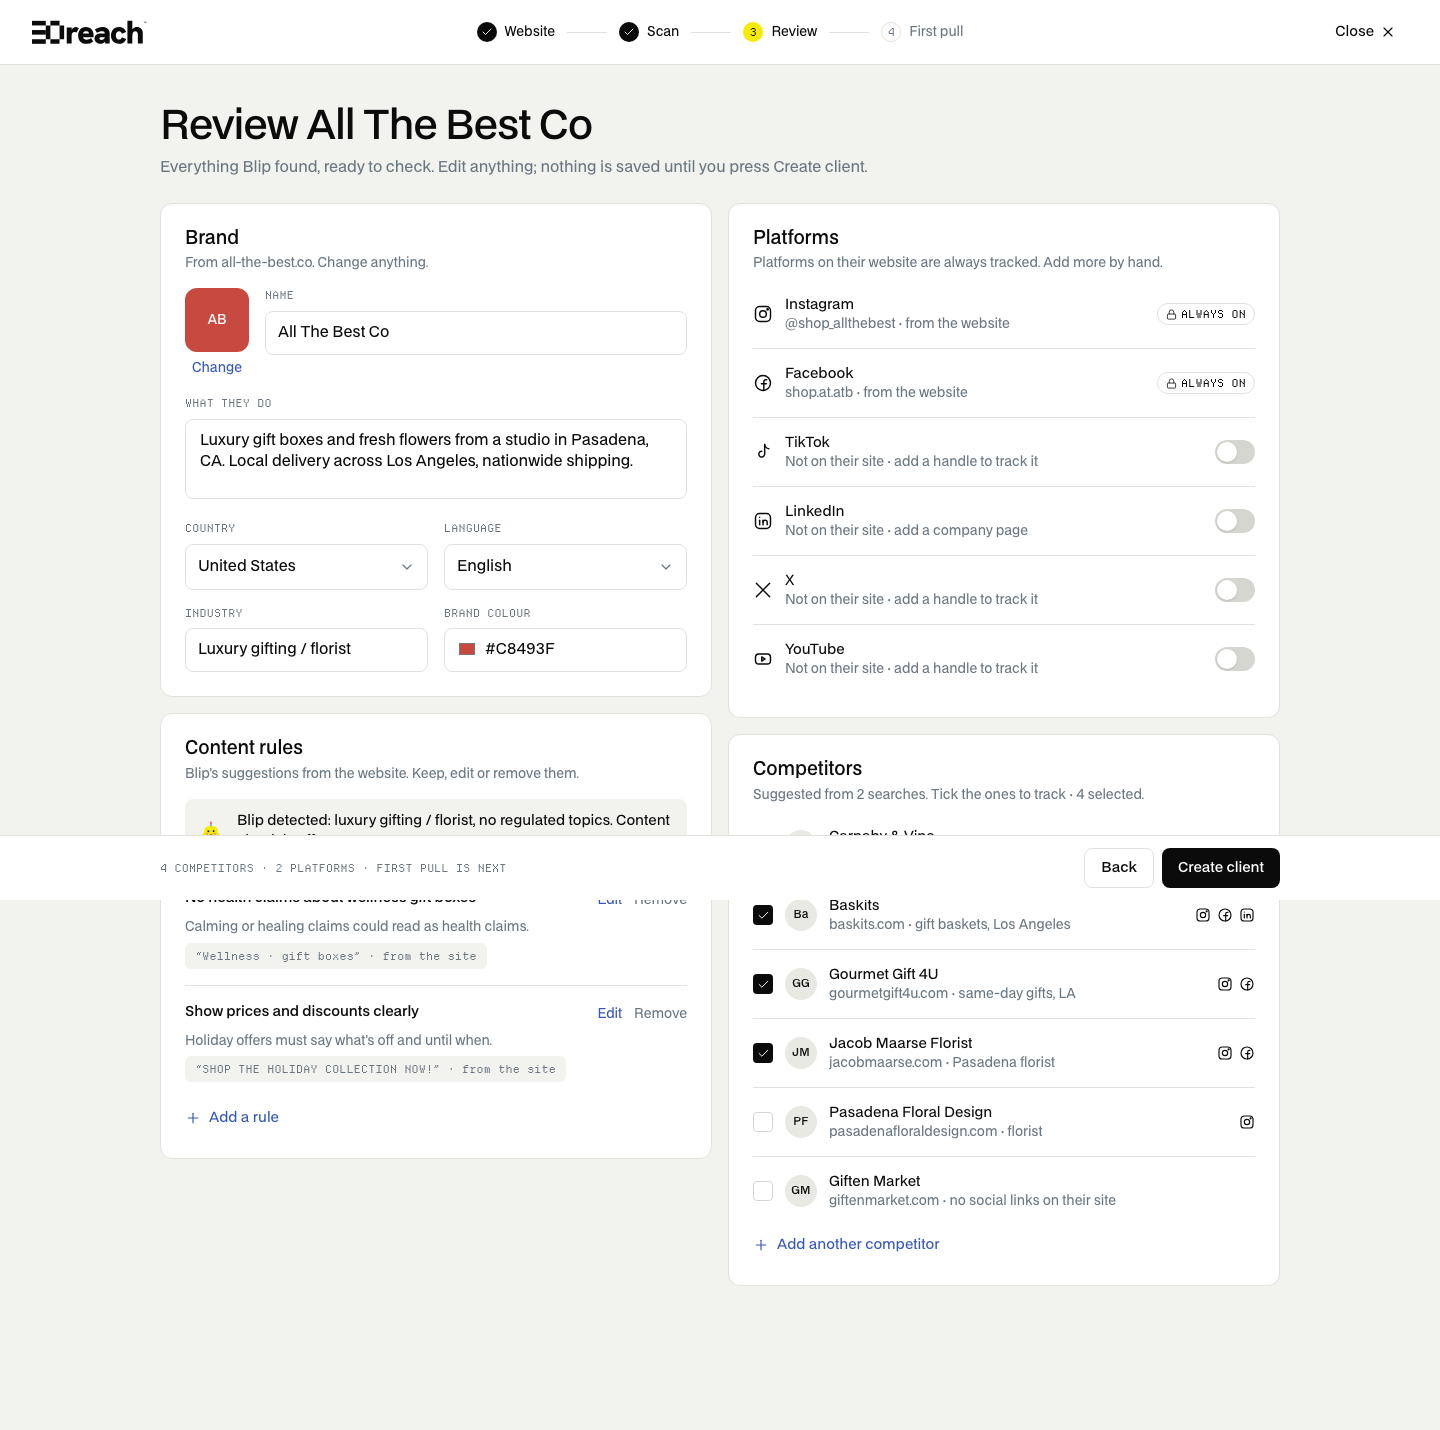 reach
Website
Scan
3
Review
4
First pull
Close
Review All The Best Co
Everything Blip found, ready to check. Edit anything; nothing is saved until you press Create client.
Brand
From all-the-best.co. Change anything.
AB
Change
NAME
All The Best Co
WHAT THEY DO
Luxury gift boxes and fresh flowers from a studio in Pasadena,
CA. Local delivery across Los Angeles, nationwide shipping.
COUNTRY
United States
LANGUAGE
English
INDUSTRY
Luxury gifting / florist
BRAND COLOUR
#C8493F
Platforms
Platforms on their website are always tracked. Add more by hand.
Instagram
@shop_allthebest · from the website
ALWAYS ON
Facebook
shop.at.atb · from the website
ALWAYS ON
TikTok
Not on their site · add a handle to track it
LinkedIn
Not on their site · add a company page
X
Not on their site · add a handle to track it
YouTube
Not on their site · add a handle to track it
Content rules
Blip's suggestions from the website. Keep, edit or remove them.
Blip detected: luxury gifting / florist, no regulated topics. Content
Competitors
Suggested from 2 searches. Tick the ones to track · 4 selected.
4 COMPETITORS · 2 PLATFORMS · FIRST PULL IS NEXT
Back
Create client
No health claims about wellness gift boxes
Edit Remove
Calming or healing claims could read as health claims.
"Wellness · gift boxes" · from the site
Show prices and discounts clearly
Edit Remove
Holiday offers must say what's off and until when.
"SHOP THE HOLIDAY COLLECTION NOW!" · from the site
Add a rule
Ba
Baskits
baskits.com · gift baskets, Los Angeles
GG
Gourmet Gift 4U
gourmetgift4u.com · same-day gifts, LA
JM
Jacob Maarse Florist
jacobmaarse.com · Pasadena florist
PF
Pasadena Floral Design
pasadenafloraldesign.com · florist
GM
Giften Market
giftenmarket.com · no social links on their site
Add another competitor